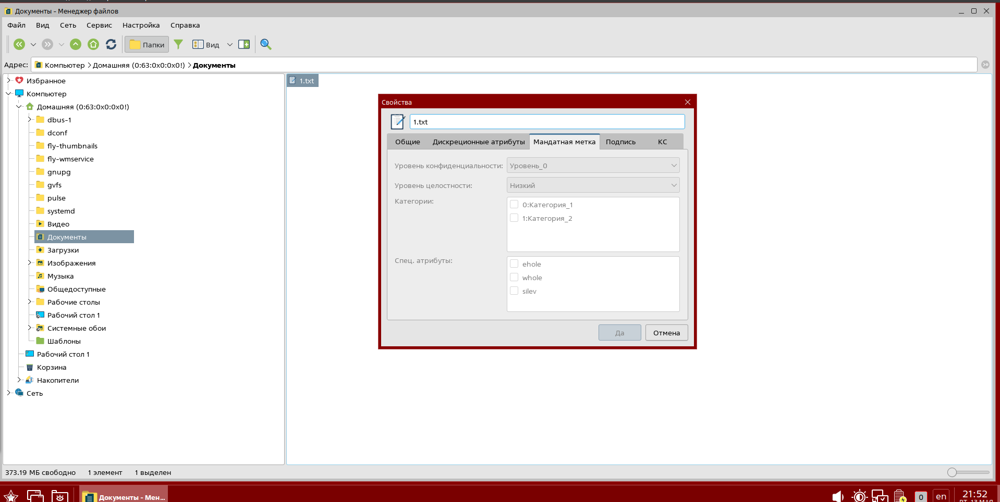 Документы - Менеджер файлов
Файл Вид Сеть Сервис Настройка Справка
Папки Вид
Адрес: Компьютер Домашняя (0:63:0x0:0x0!) Документы
Избранное
Компьютер
Домашняя (0:63:0x0:0x0!)
dbus-1
dconf
fly-thumbnails
fly-wmservice
gnupg
gvfs
pulse
systemd
Видео
Документы
Загрузки
Изображения
Музыка
Общедоступные
Рабочие столы
Рабочий стол 1
Системные обои
Шаблоны
Рабочий стол 1
Корзина
Накопители
Сеть
1.txt
Свойства
1.txt
Общие Дискреционные атрибуты Мандатная метка Подпись КС
Уровень конфиденциальности: Уровень_0
Уровень целостности: Низкий
Категории: 0:Категория_1
1:Категория_2
Спец. атрибуты: ehole
whole
silev
Да Отмена
373.19 МБ свободно 1 элемент 1 выделен
Документы - Мен...
0 en 21:52
ВТ, 13 МАЯ